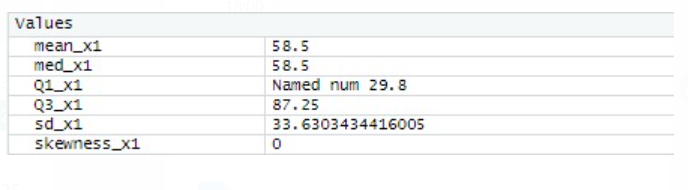 Values
mean_x1 58.5
med_x1 58.5
Q1_x1 Named num 29.8
Q3_x1 87.25
sd_x1 33.6303434416005
skewness_x1 0